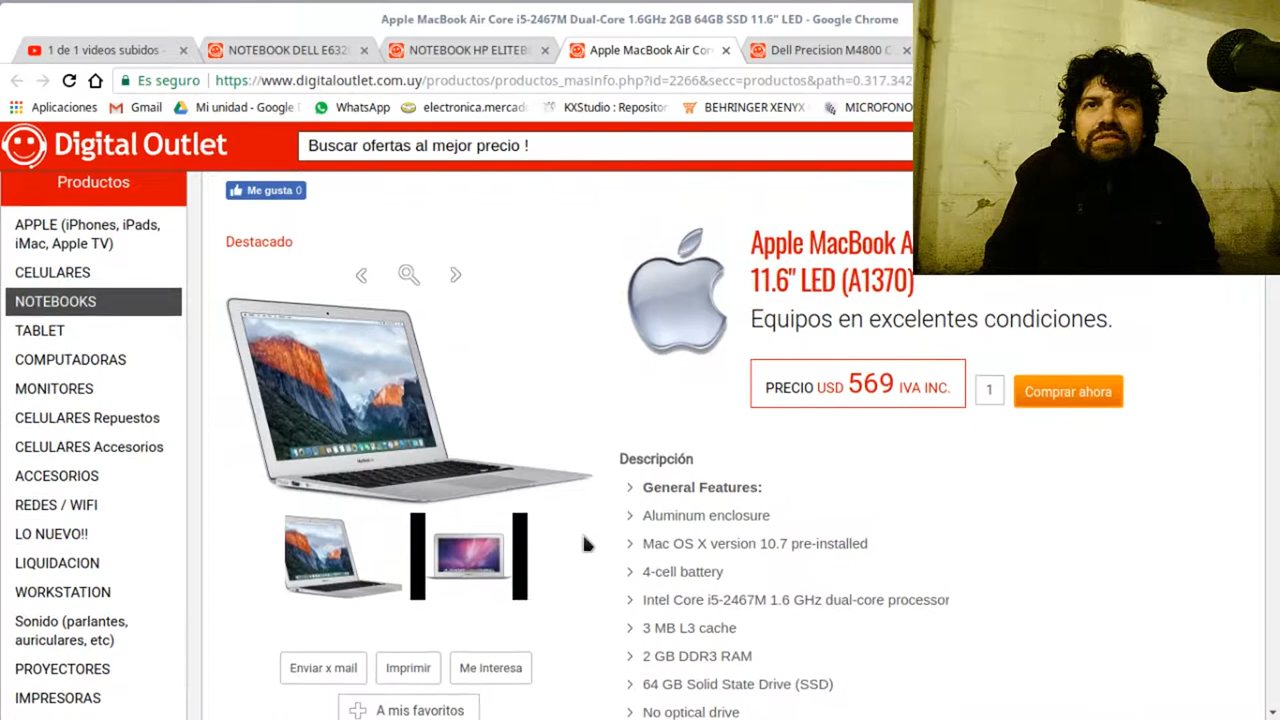 Apple MacBook Air Core i5-2467M Dual-Core 1.6GHz 2GB 64GB SSD 11.6" LED - Google Chrome
1 de 1 videos subidos -
NOTEBOOK DELL E632
NOTEBOOK HP ELITEB
Apple MacBook Air Cor
Dell Precision M4800 C
Es seguro
https://www.digitaloutlet.com.uy/productos/productos_masinfo.php?id=2266&secc=productos&path=0.317.342
Aplicaciones
Gmail
Mi unidad - Google
WhatsApp
electronica.mercad
KXStudio : Repositor
BEHRINGER XENYX
MICROFONO
Digital Outlet
Buscar ofertas al mejor precio !
Productos
APPLE (iPhones, iPads,
iMac, Apple TV)
CELULARES
NOTEBOOKS
TABLET
COMPUTADORAS
MONITORES
CELULARES Repuestos
CELULARES Accesorios
ACCESORIOS
REDES / WIFI
LO NUEVO!!
LIQUIDACION
WORKSTATION
Sonido (parlantes,
auriculares, etc)
PROYECTORES
IMPRESORAS
Me gusta 0
Destacado
Enviar x mail
Imprimir
Me interesa
A mis favoritos
Apple MacBook A
11.6" LED (A1370)
Equipos en excelentes condiciones.
PRECIO USD 569 IVA INC.
1
Comprar ahora
Descripción
General Features:
Aluminum enclosure
Mac OS X version 10.7 pre-installed
4-cell battery
Intel Core i5-2467M 1.6 GHz dual-core processor
3 MB L3 cache
2 GB DDR3 RAM
64 GB Solid State Drive (SSD)
No optical drive